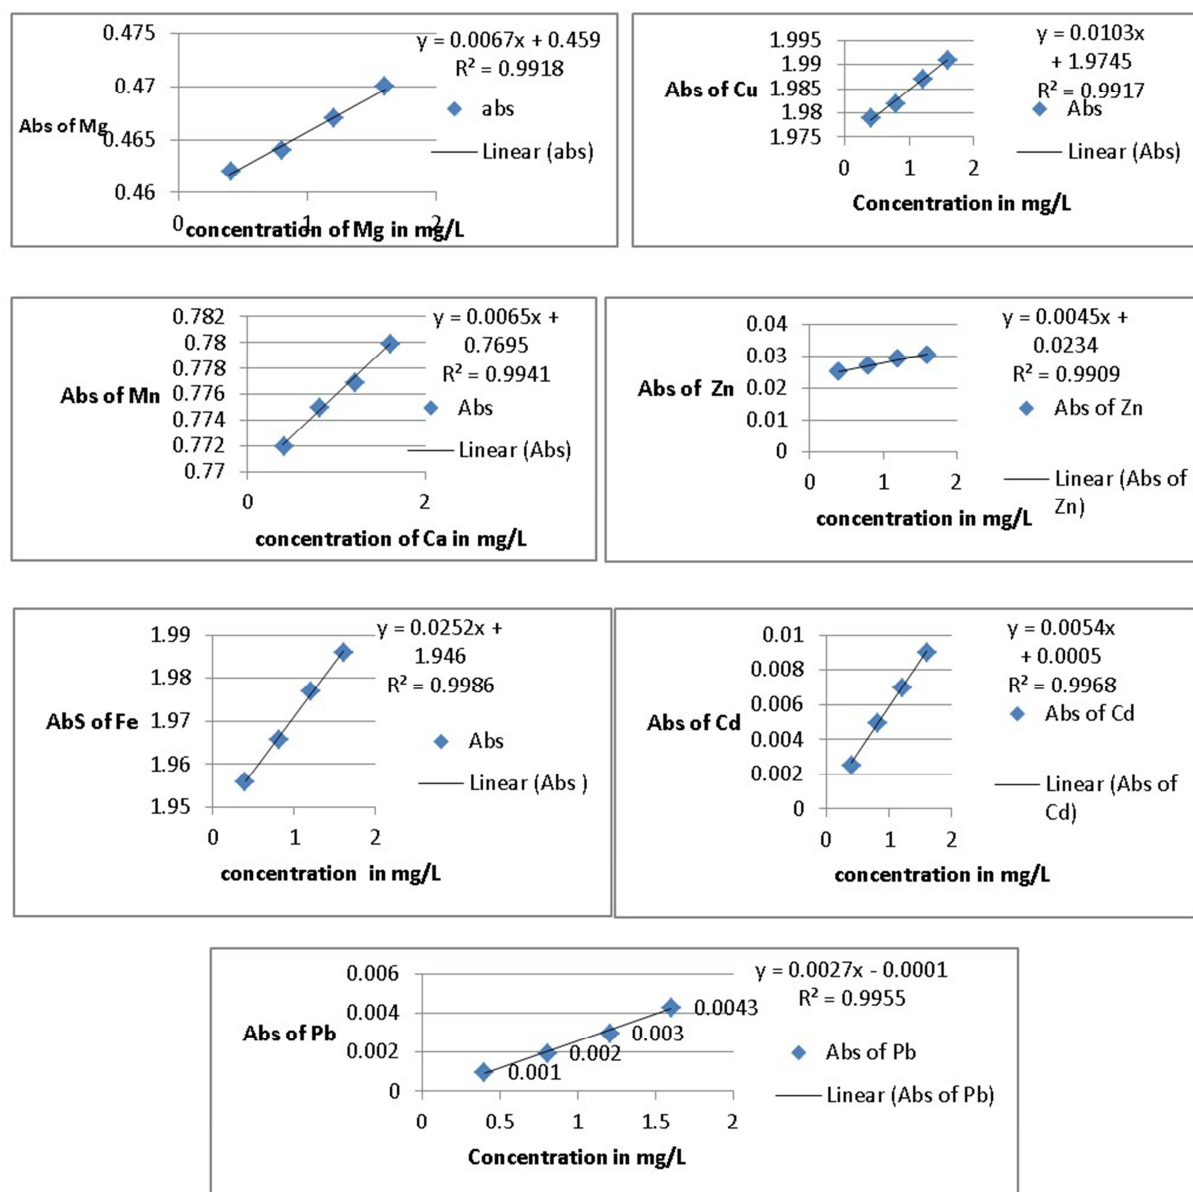 0.475
0.47
0.465
0.46
Abs of Mg
0
1
2
concentration of Mg in mg/L
y = 0.0067x + 0.459
R² = 0.9918
abs
Linear (abs)
1.995
1.99
1.985
1.98
1.975
Abs of Cu
0
1
2
Concentration in mg/L
y = 0.0103x
+ 1.9745
R² = 0.9917
Abs
Linear (Abs)
0.782
0.78
0.778
0.776
0.774
0.772
0.77
Abs of Mn
0
2
concentration of Ca in mg/L
y = 0.0065x +
0.7695
R² = 0.9941
Abs
Linear (Abs)
0.04
0.03
0.02
0.01
0
Abs of Zn
0
1
2
concentration in mg/L
y = 0.0045x +
0.0234
R² = 0.9909
Abs of Zn
Linear (Abs of
Zn)
1.99
1.98
1.97
1.96
1.95
AbS of Fe
0
1
2
concentration in mg/L
y = 0.0252x +
1.946
R² = 0.9986
Abs
Linear (Abs )
0.01
0.008
0.006
0.004
0.002
0
Abs of Cd
0
1
2
concentration in mg/L
y = 0.0054x
+ 0.0005
R² = 0.9968
Abs of Cd
Linear (Abs of
Cd)
0.006
0.004
0.002
0
Abs of Pb
0.001
0.002
0.003
0.0043
0
0.5
1
1.5
2
Concentration in mg/L
y = 0.0027x - 0.0001
R² = 0.9955
Abs of Pb
Linear (Abs of Pb)